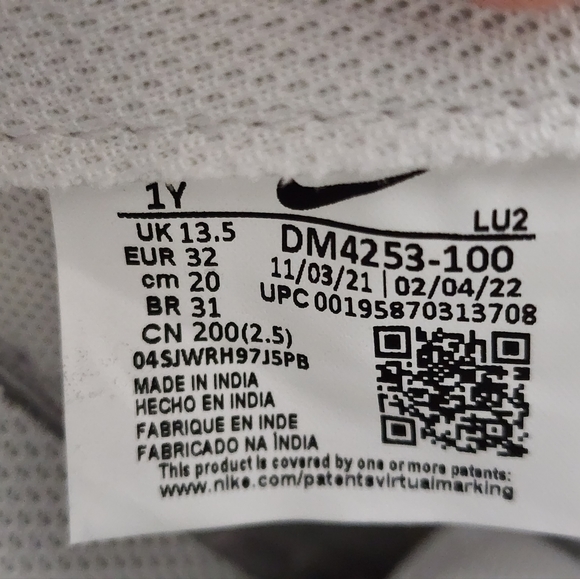 1Y
LU2
UK 13.5
EUR 32
cm 20
BR 31
CN 200(2.5)
DM4253-100
11/03/21 | 02/04/22
UPC 00195870313708
04SJWRH97J5PB
MADE IN INDIA
HECHO EN INDIA
FABRIQUE EN INDE
FABRICADO NA ÍNDIA
This product is covered by one or more patents:
www.nike.com/patentsvirtualmarking